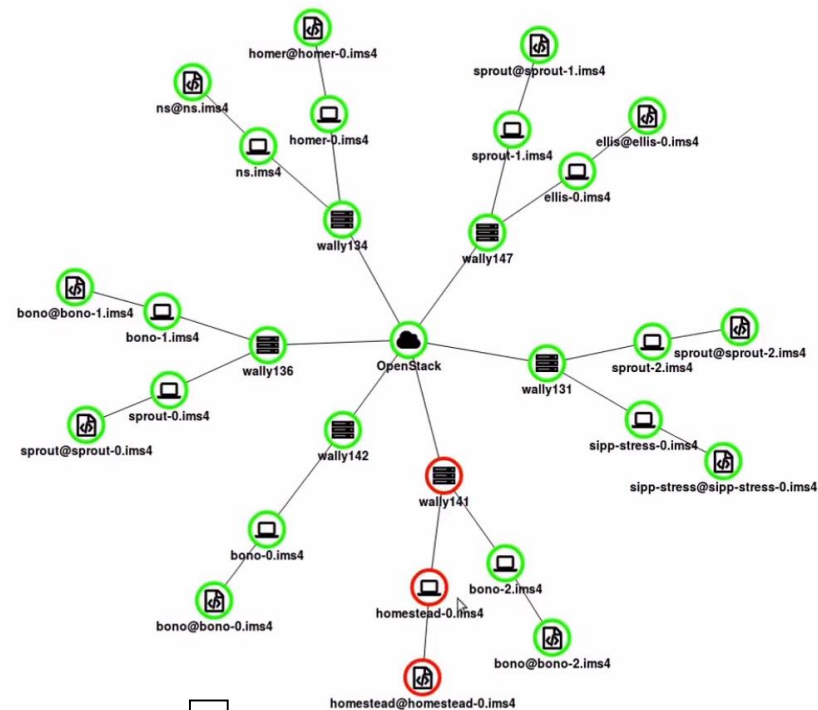 homer@homer-0.ims4
sprout@sprout-1.ims4
ns@ns.ims4
homer-0.ims4
ellis@ellis-0.ims4
sprout-1.ims4
ns.ims4
ellis-0.ims4
wally134
wally147
bono@bono-1.ims4
bono-1.ims4
sprout@sprout-2.ims4
wally136
OpenStack
sprout-2.ims4
wally131
sprout-0.ims4
sprout@sprout-0.ims4
wally142
sipp-stress-0.ims4
sipp-stress@sipp-stress-0.ims4
wally141
bono-0.ims4
bono-2.ims4
homestead-0.ims4
bono@bono-0.ims4
bono@bono-2.ims4
homestead@homestead-0.ims4